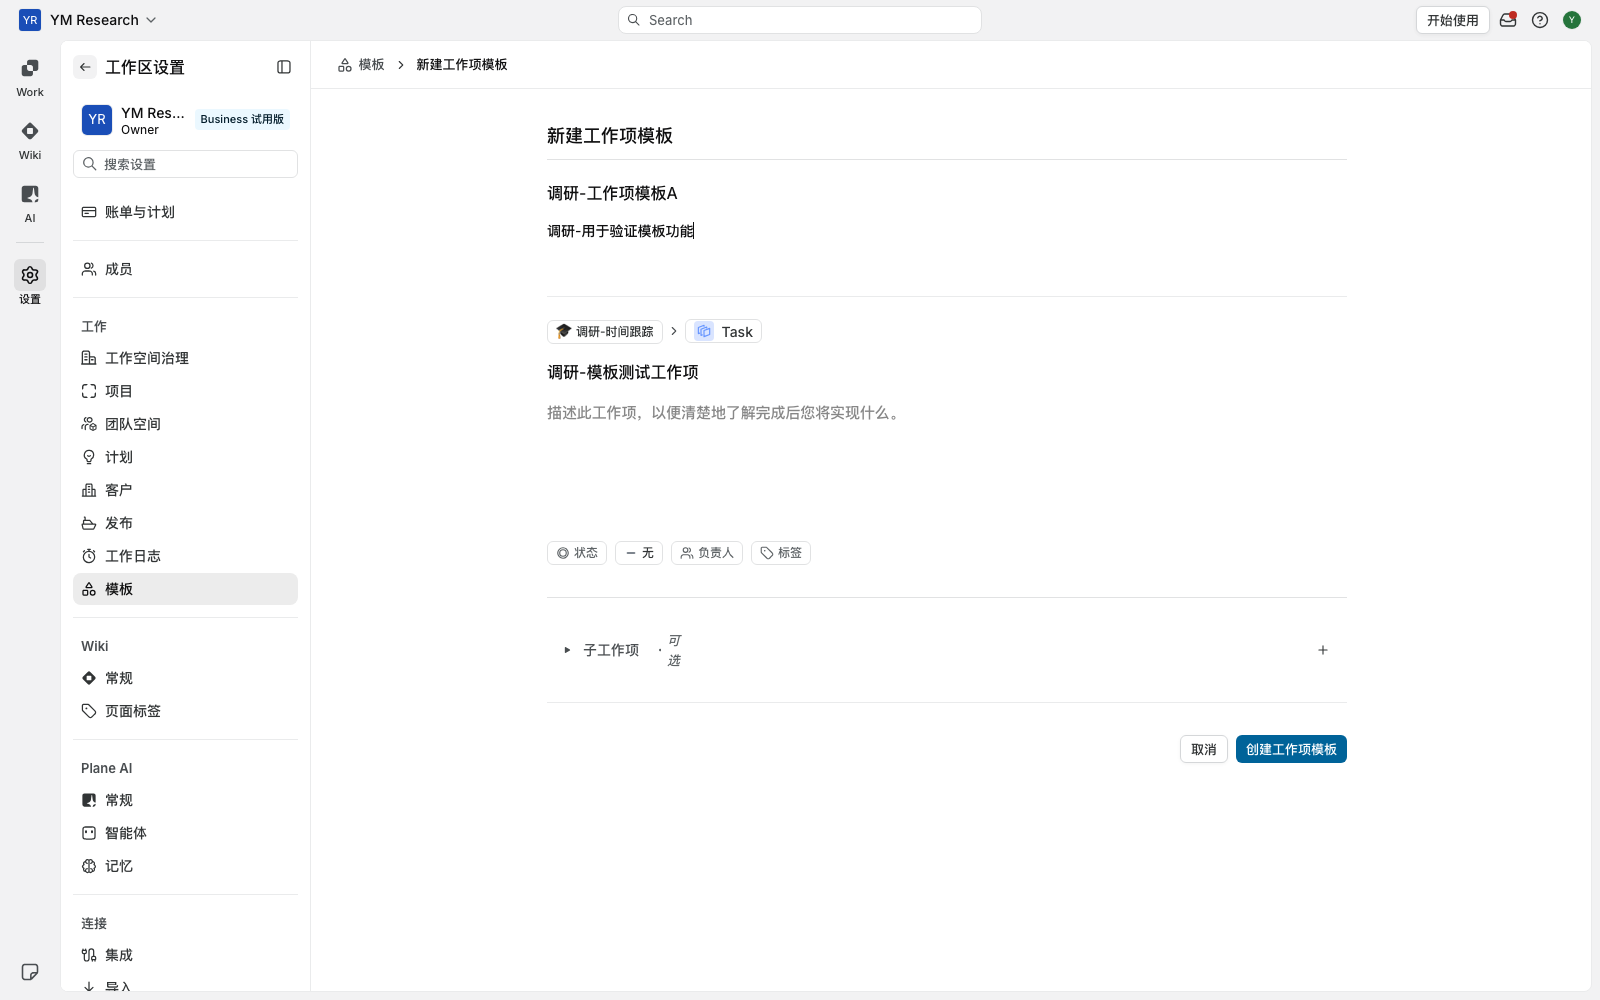 YR YM Research
Search
开始使用
Y
Work
Wiki
AI
设置
工作区设置
YR
YM Res...
Owner
Business 试用版
搜索设置
账单与计划
成员
工作
工作空间治理
项目
团队空间
计划
客户
发布
工作日志
模板
Wiki
常规
页面标签
Plane AI
常规
智能体
记忆
连接
集成
导入
模板 > 新建工作项模板
新建工作项模板
调研-工作项模板A
调研-用于验证模板功能
调研-时间跟踪 > Task
调研-模板测试工作项
描述此工作项，以便清楚地了解完成后您将实现什么。
状态 无 负责人 标签
子工作项 · 可
选
取消 创建工作项模板